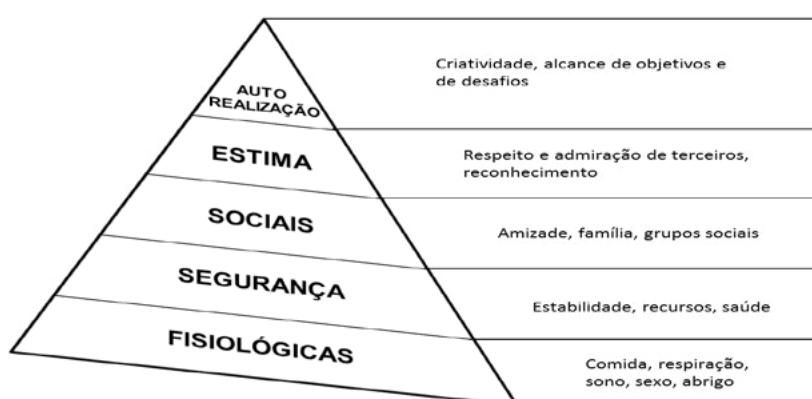 AUTO
REALIZAÇÃO
Criatividade, alcance de objetivos e
de desafios
ESTIMA
Respeito e admiração de terceiros,
reconhecimento
SOCIAIS
Amizade, família, grupos sociais
SEGURANÇA
Estabilidade, recursos, saúde
FISIOLÓGICAS
Comida, respiração,
sono, sexo, abrigo